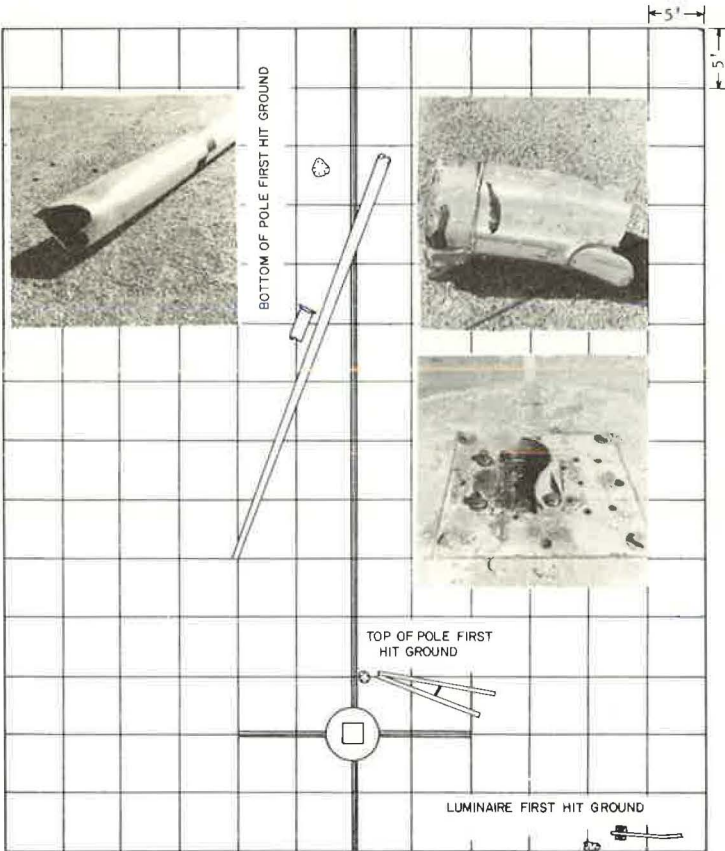 5'
5'
BOTTOM OF POLE FIRST HIT GROUND
TOP OF POLE FIRST
HIT GROUND
LUMINAIRE FIRST HIT GROUND